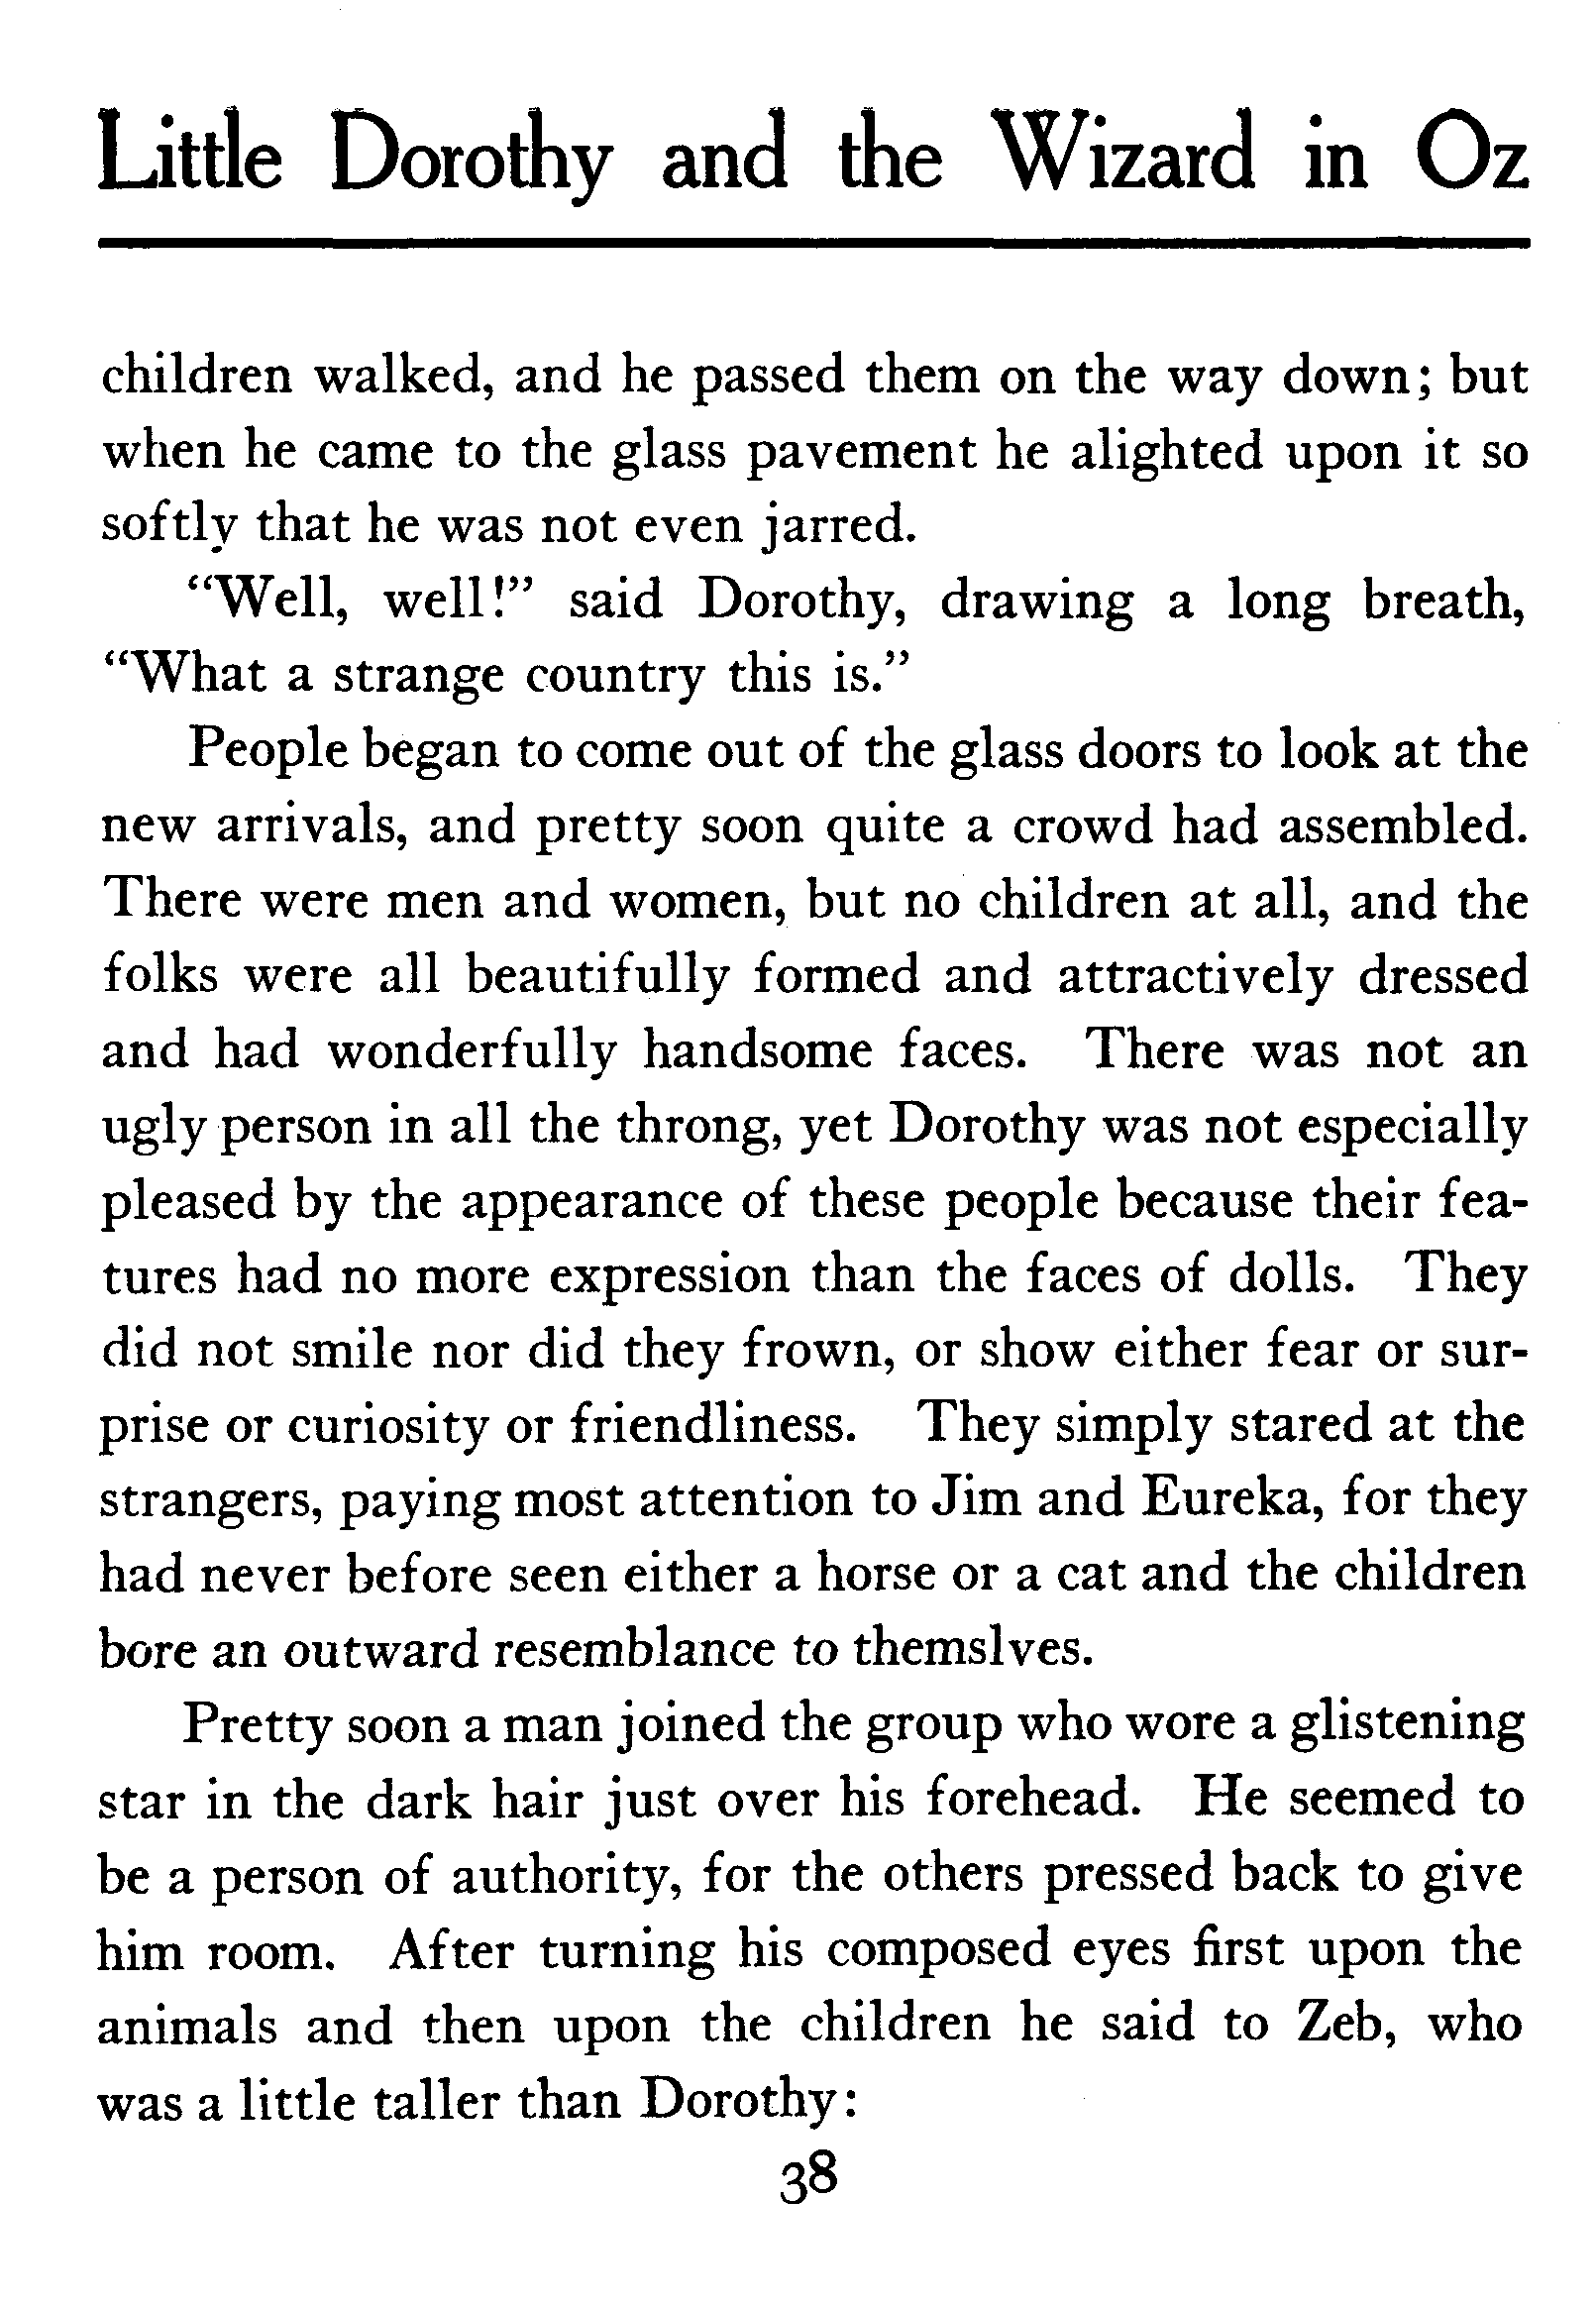 Little Dorothy and the Wizard in Oz
children walked, and he passed them on the way down; but
when he came to the glass pavement he alighted upon it so
softly that he was not even jarred.
“Well, well!” said Dorothy, drawing a long breath,
“What a strange country this is.”
People began to come out of the glass doors to look at the
new arrivals, and pretty soon quite a crowd had assembled.
There were men and women, but no children at all, and the
folks were all beautifully formed and attractively dressed
and had wonderfully handsome faces. There was not an
ugly person in all the throng, yet Dorothy was not especially
pleased by the appearance of these people because their fea-
tures had no more expression than the faces of dolls. They
did not smile nor did they frown, or show either fear or sur-
prise or curiosity or friendliness. They simply stared at the
strangers, paying most attention to Jim and Eureka, for they
had never before seen either a horse or a cat and the children
bore an outward resemblance to themslves.
Pretty soon a man joined the group who wore a glistening
star in the dark hair just over his forehead. He seemed to
be a person of authority, for the others pressed back to give
him room. After turning his composed eyes first upon the
animals and then upon the children he said to Zeb, who
was a little taller than Dorothy:
38